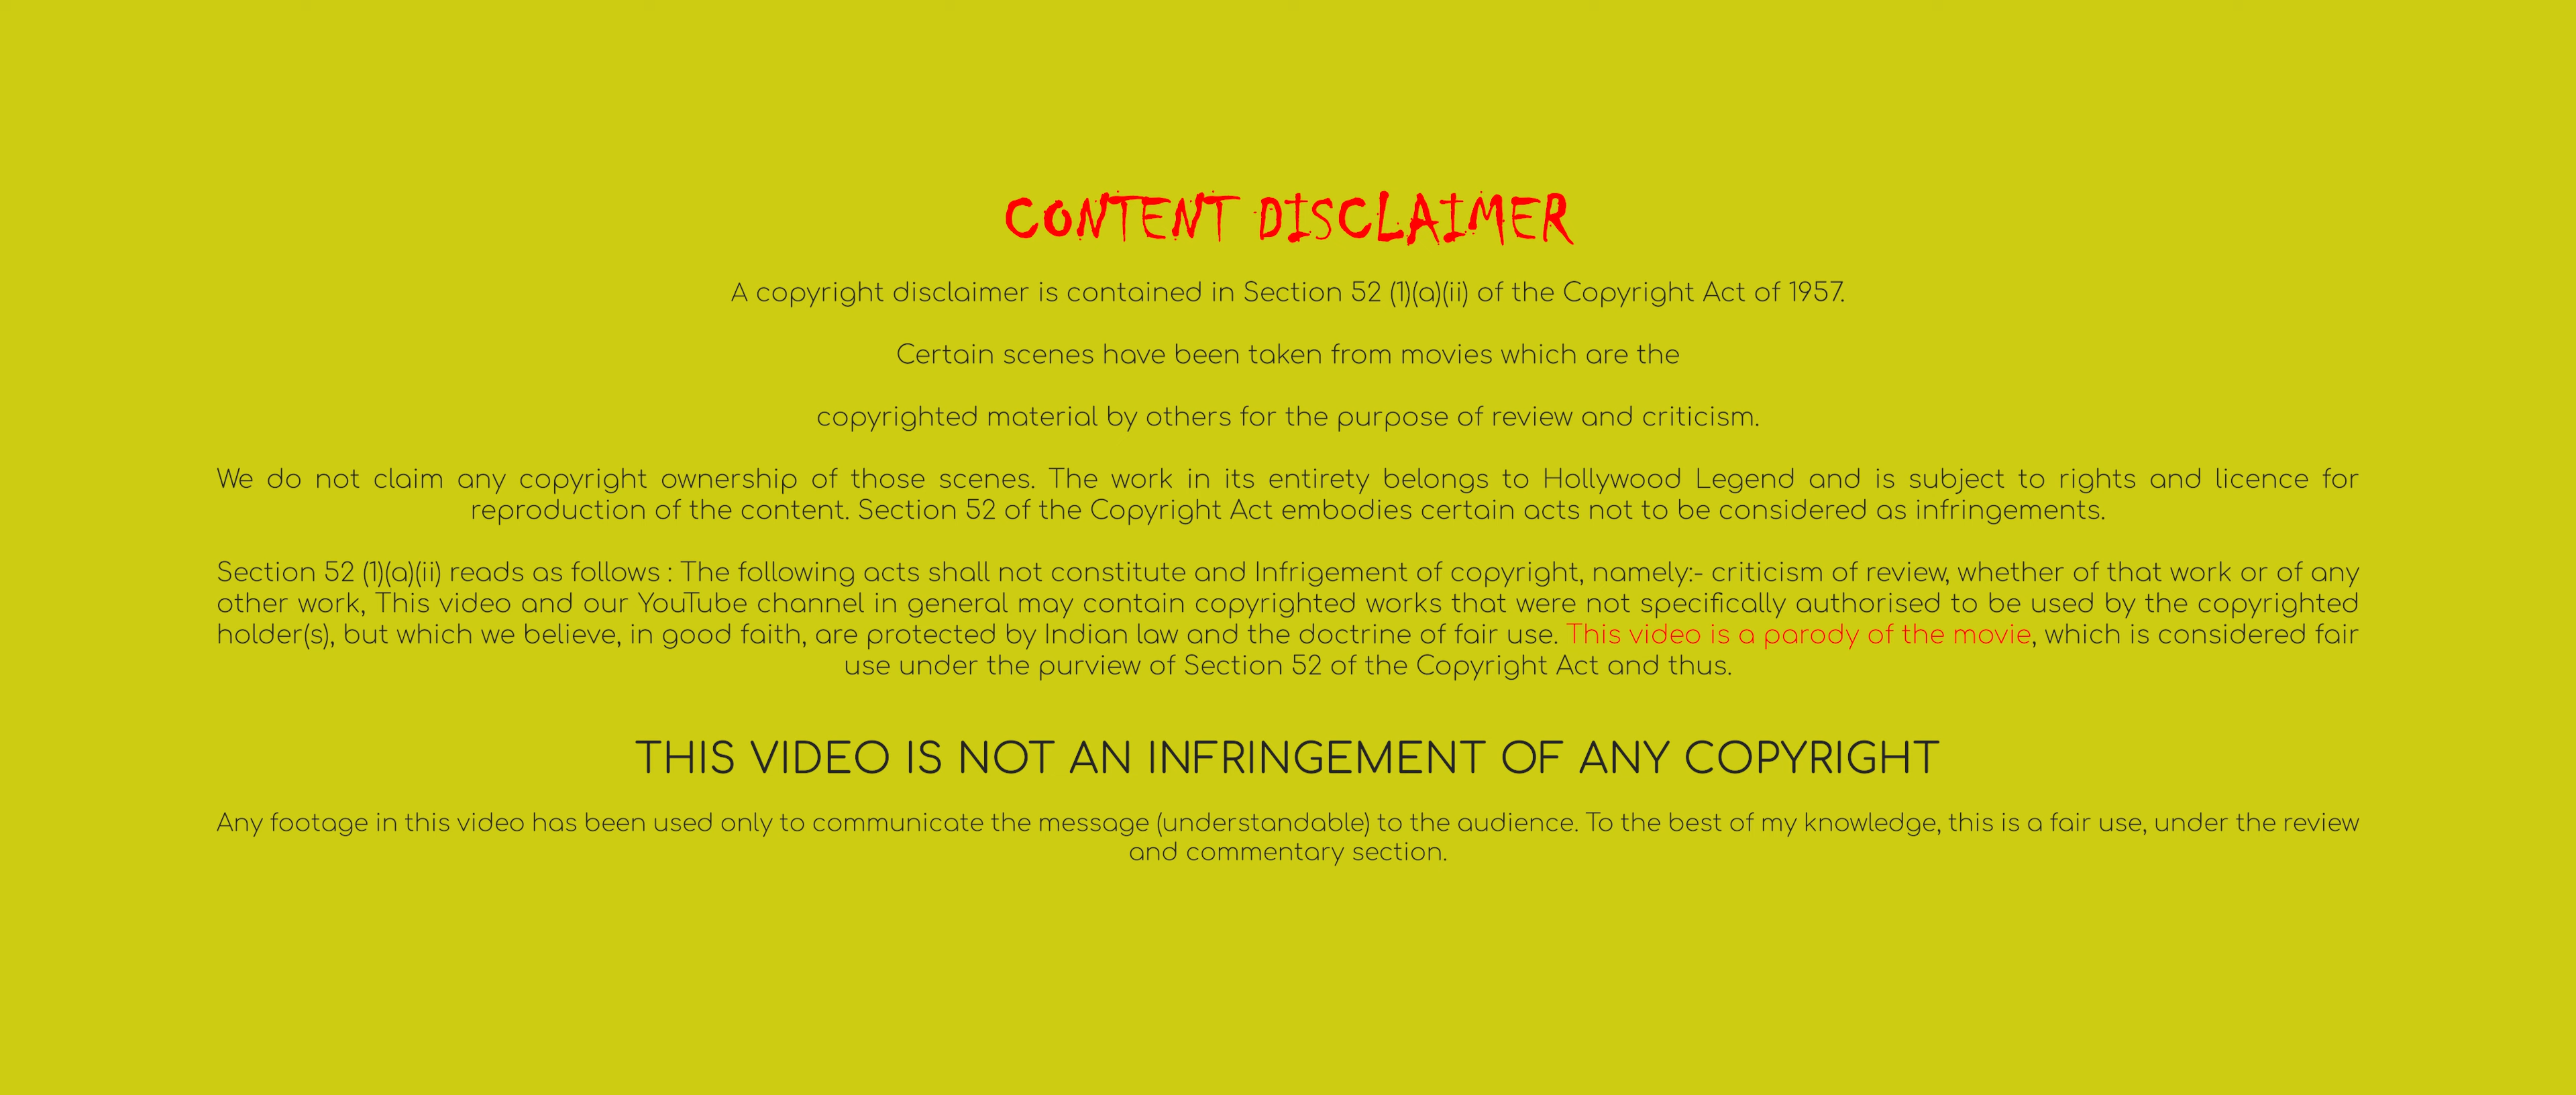 CONTENT DISCLAIMER
A copyright disclaimer is contained in Section 52 (1)(a)(ii) of the Copyright Act of 1957.
Certain scenes have been taken from movies which are the
copyrighted material by others for the purpose of review and criticism.
We do not claim any copyright ownership of those scenes. The work in its entirety belongs to Hollywood Legend and is subject to rights and licence for
reproduction of the content. Section 52 of the Copyright Act embodies certain acts not to be considered as infringements.
Section 52 (1)(a)(ii) reads as follows : The following acts shall not constitute and Infrigement of copyright, namely:- criticism of review, whether of that work or of any
other work, This video and our YouTube channel in general may contain copyrighted works that were not specifically authorised to be used by the copyrighted
holder(s), but which we believe, in good faith, are protected by Indian law and the doctrine of fair use. This video is a parody of the movie, which is considered fair
use under the purview of Section 52 of the Copyright Act and thus.
THIS VIDEO IS NOT AN INFRINGEMENT OF ANY COPYRIGHT
Any footage in this video has been used only to communicate the message (understandable) to the audience. To the best of my knowledge, this is a fair use, under the review
and commentary section.